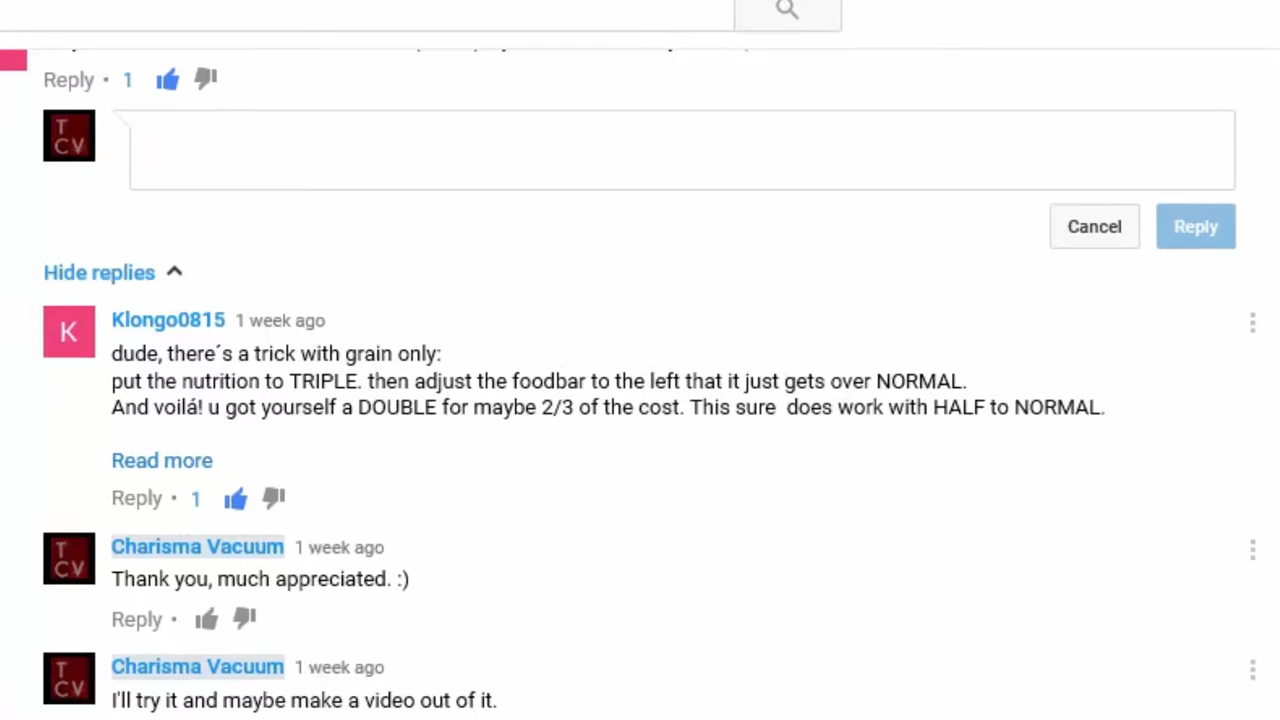 Reply • 1
T
CV
Cancel
Reply
Hide replies
K
Klongo0815 1 week ago
dude, there´s a trick with grain only:
put the nutrition to TRIPLE. then adjust the foodbar to the left that it just gets over NORMAL.
And voilá! u got yourself a DOUBLE for maybe 2/3 of the cost. This sure  does work with HALF to NORMAL.
Read more
Reply • 1
T
CV
Charisma Vacuum 1 week ago
Thank you, much appreciated. :)
Reply •
T
CV
Charisma Vacuum 1 week ago
I'll try it and maybe make a video out of it.